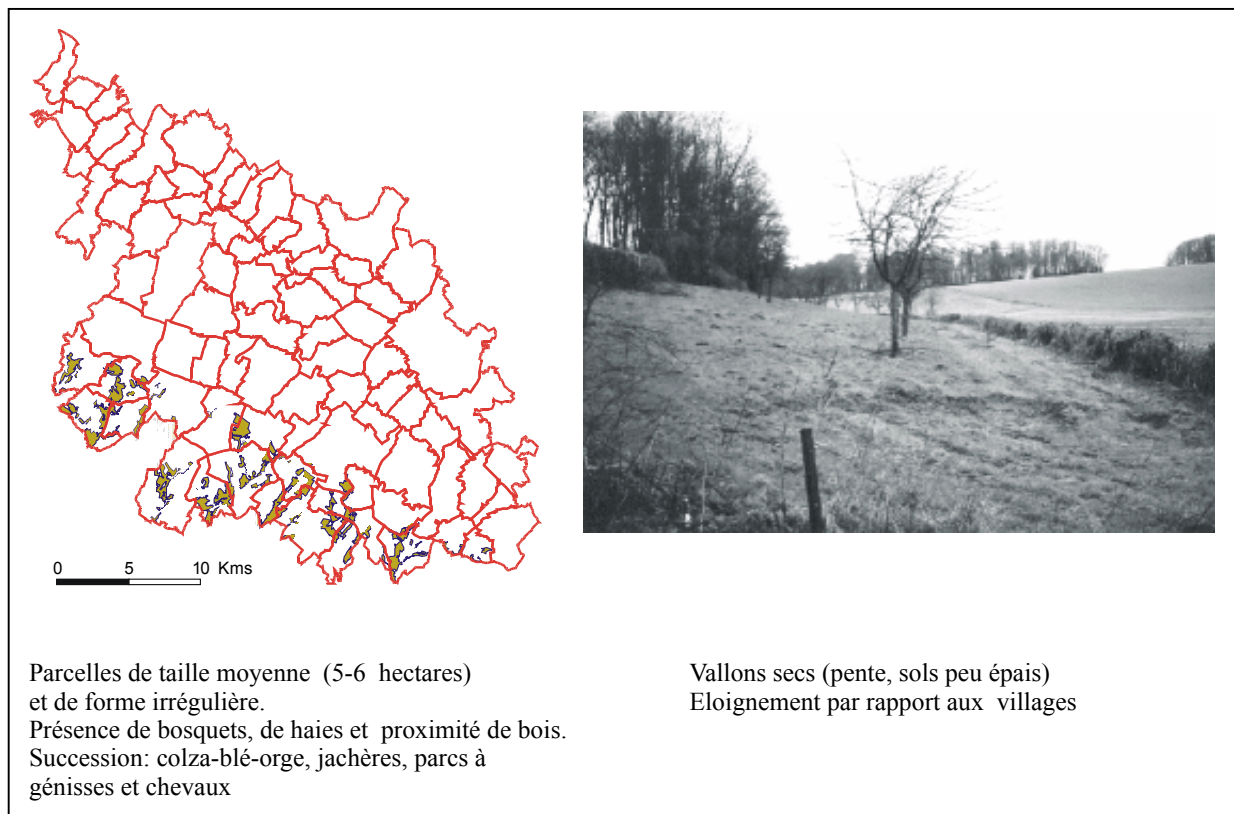 0 5 10 Kms
Parcelles de taille moyenne (5-6 hectares)
et de forme irrégulière.
Présence de bosquets, de haies et proximité de bois.
Succession: colza-blé-orge, jachères, parcs à
génisses et chevaux
Vallons secs (pente, sols peu épais)
Eloignement par rapport aux villages